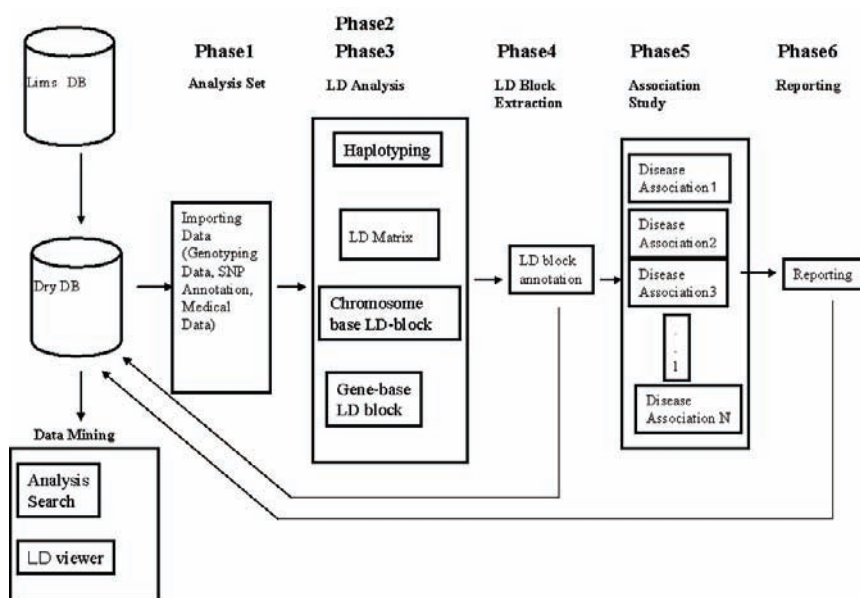 Phase2
Phase1
Phase3
Phase4
Phase5
Phase6
Analysis Set
LD Analysis
LD Block
Extraction
Association
Study
Reporting
Lims DB
Dry DB
Importing
Data
(Genotyping
Data, SNP
Annotation,
Medical
Data)
Haplotyping
LD Matrix
Chromosome
base LD-block
Gene-base
LD block
LD block
annotation
Disease
Association1
Disease
Association2
Disease
Association3
.
.
1
Disease
Association N
Reporting
Data Mining
Analysis
Search
LD viewer